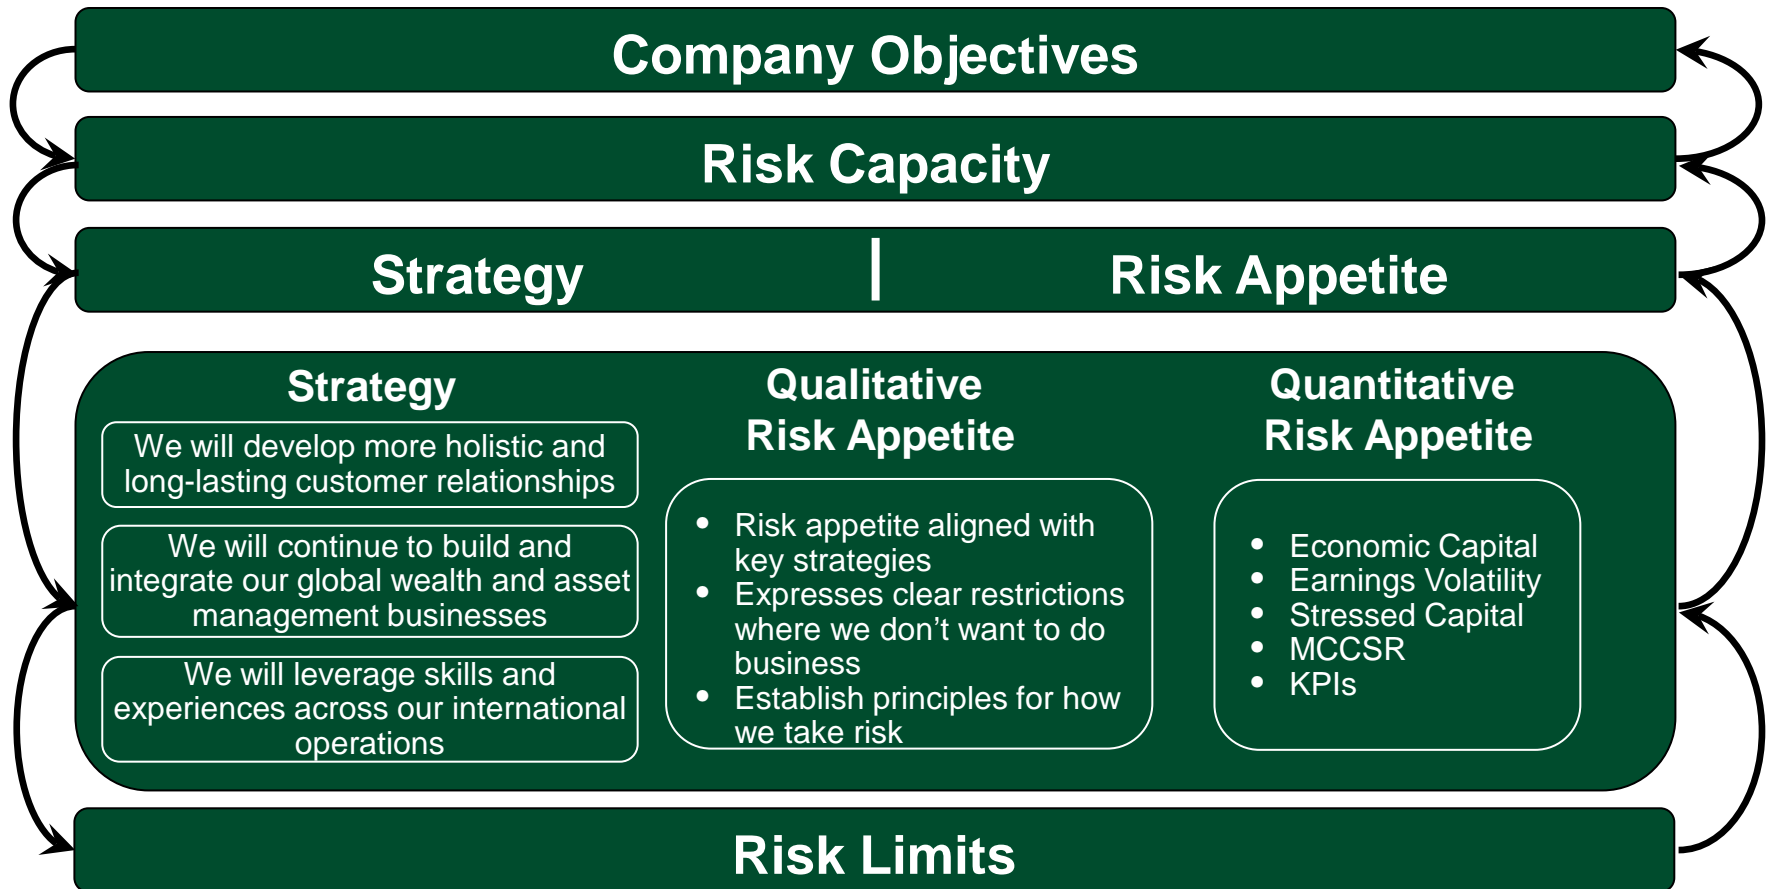 Company Objectives
Risk Capacity
Strategy | Risk Appetite
Strategy
We will develop more holistic and
long-lasting customer relationships
We will continue to build and
integrate our global wealth and asset
management businesses
We will leverage skills and
experiences across our international
operations
Qualitative
Risk Appetite
• Risk appetite aligned with
key strategies
• Expresses clear restrictions
where we don’t want to do
business
• Establish principles for how
we take risk
Quantitative
Risk Appetite
• Economic Capital
• Earnings Volatility
• Stressed Capital
• MCCSR
• KPIs
Risk Limits